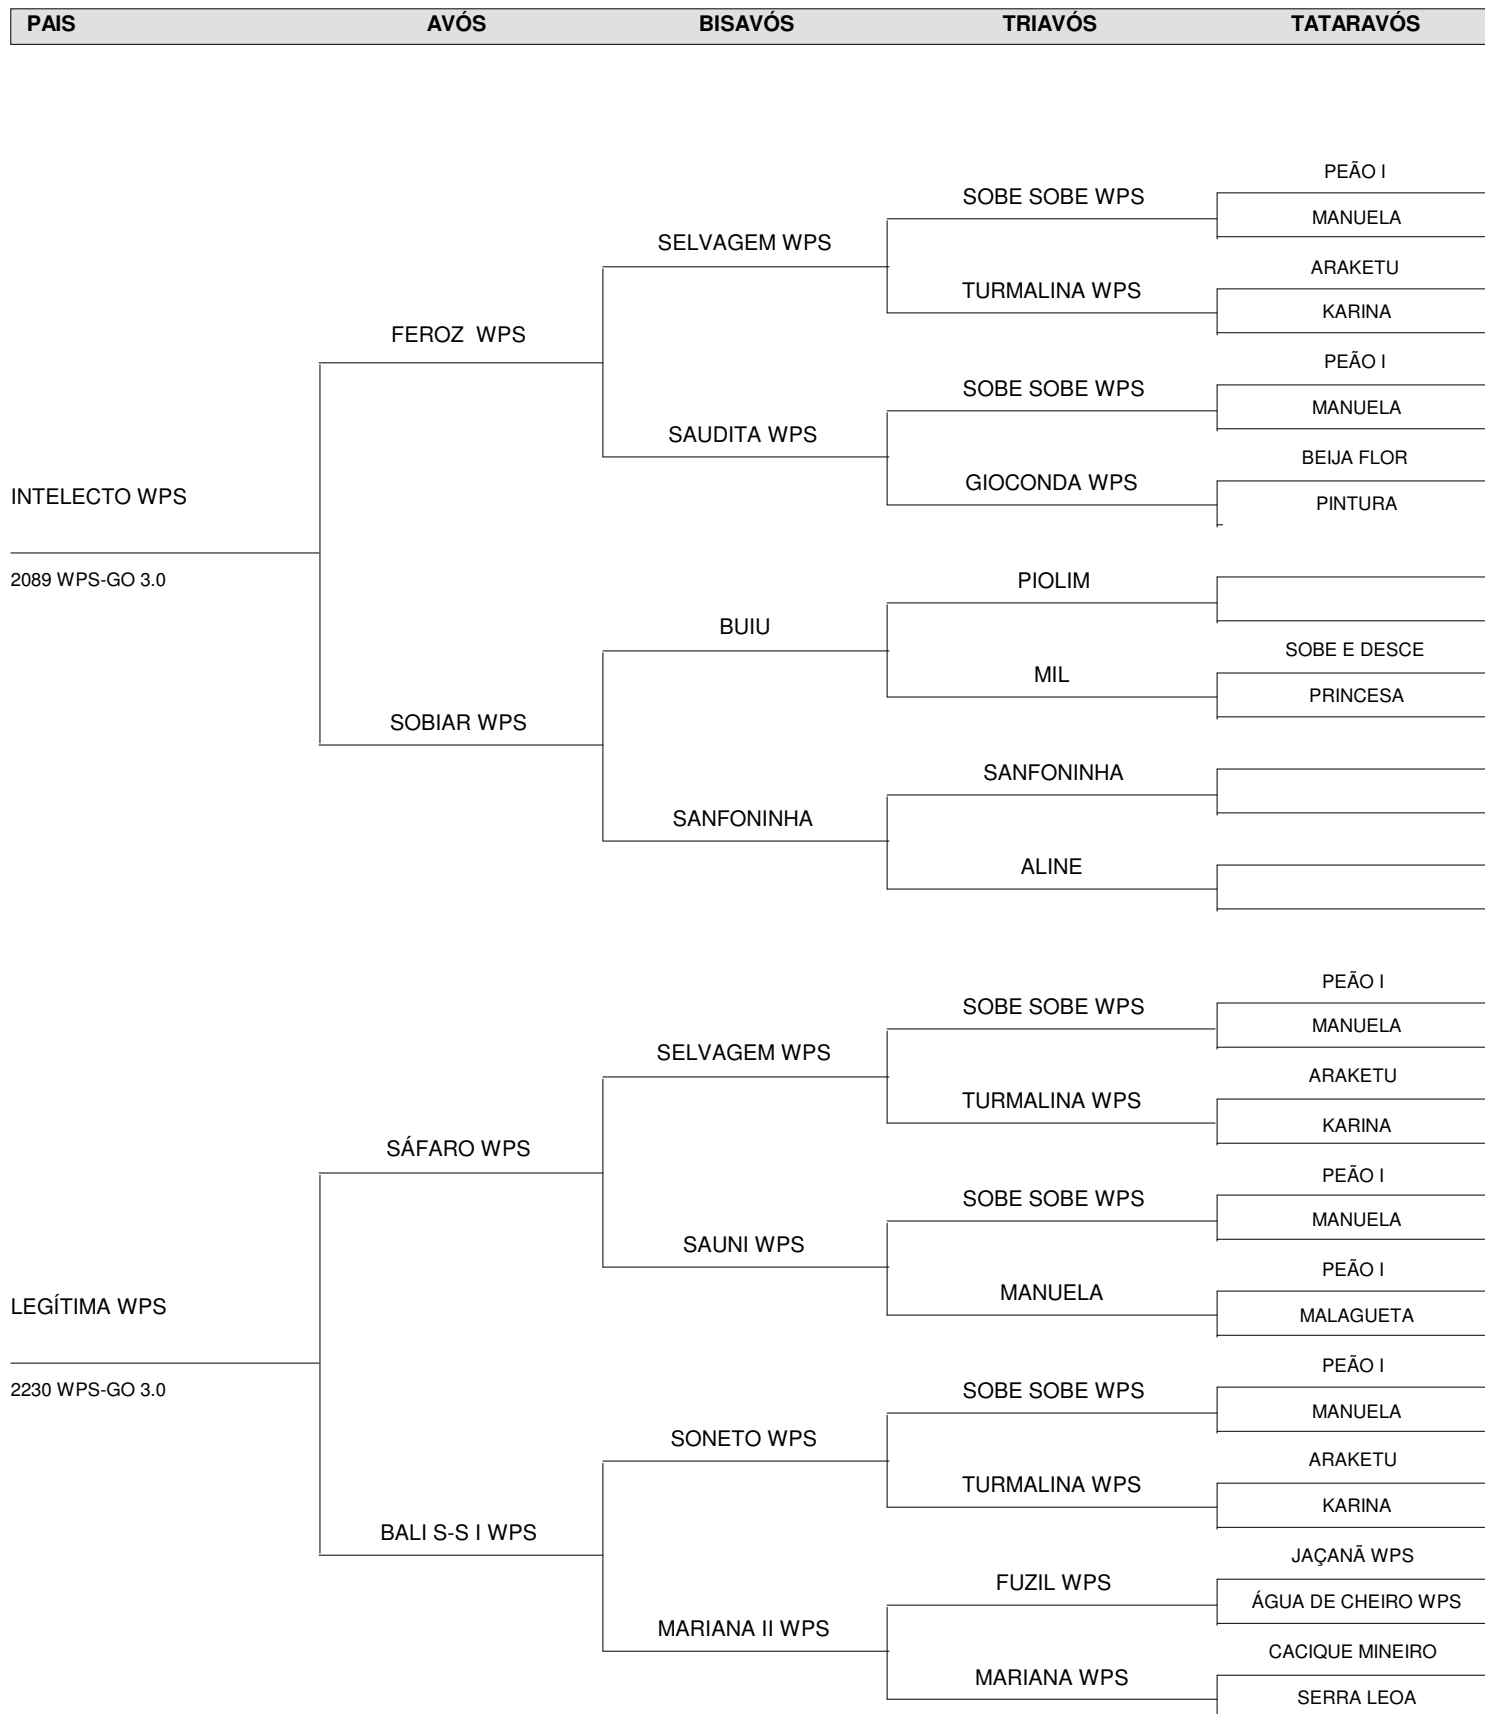 PAIS AVÓS BISAVÓS TRIAVÓS TATARAVÓS
PEÃO I
SOBE SOBE WPS
MANUELA
SELVAGEM WPS
ARAKETU
TURMALINA WPS
KARINA
FEROZ WPS
PEÃO I
SOBE SOBE WPS
MANUELA
SAUDITA WPS
BEIJA FLOR
GIOCONDA WPS
PINTURA
INTELECTO WPS
2089 WPS-GO 3.0
PIOLIM
BUIU
SOBE E DESCE
MIL
PRINCESA
SOBIAR WPS
SANFONINHA
SANFONINHA
ALINE
PEÃO I
SOBE SOBE WPS
MANUELA
SELVAGEM WPS
ARAKETU
TURMALINA WPS
KARINA
SÁFARO WPS
PEÃO I
SOBE SOBE WPS
MANUELA
SAUNI WPS
PEÃO I
MANUELA
MALAGUETA
LEGÍTIMA WPS
2230 WPS-GO 3.0
PEÃO I
SOBE SOBE WPS
MANUELA
SONETO WPS
ARAKETU
TURMALINA WPS
KARINA
BALI S-S I WPS
JAÇANÃ WPS
FUZIL WPS
ÁGUA DE CHEIRO WPS
MARIANA II WPS
CACIQUE MINEIRO
MARIANA WPS
SERRA LEOA